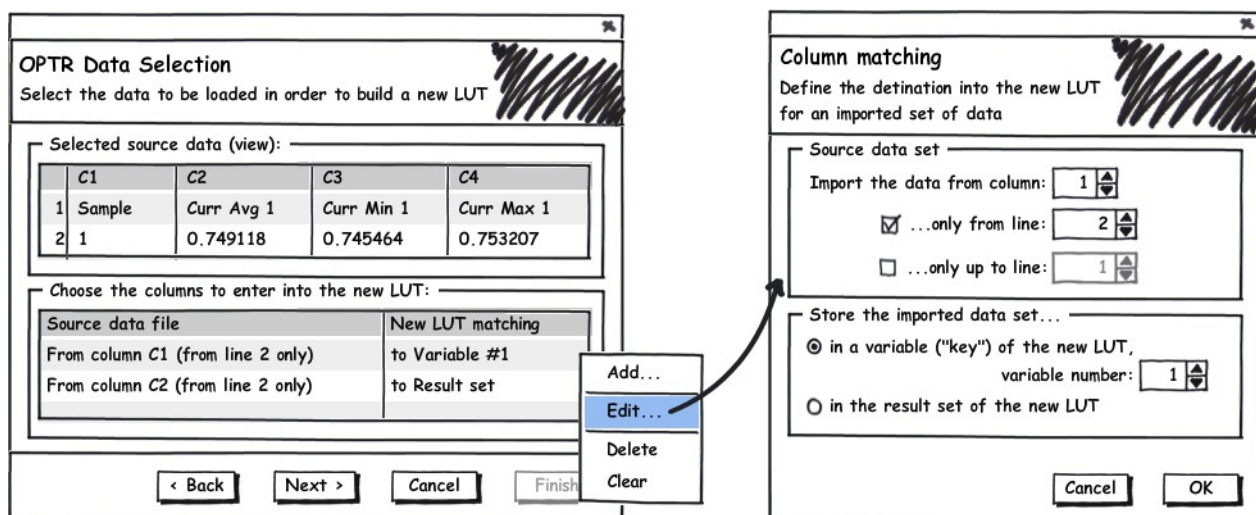 OPTR Data Selection
Select the data to be loaded in order to build a new LUT
Selected source data (view):
C1 C2 C3 C4
1 Sample Curr Avg 1 Curr Min 1 Curr Max 1
2 1 0.749118 0.745464 0.753207
Choose the columns to enter into the new LUT:
Source data file New LUT matching
From column C1 (from line 2 only) to Variable #1
From column C2 (from line 2 only) to Result set
< Back Next > Cancel Finish
Add...
Edit...
Delete
Clear
Column matching
Define the detination into the new LUT
for an imported set of data
Source data set
Import the data from column: 1
...only from line: 2
...only up to line: 1
Store the imported data set...
in a variable ("key") of the new LUT,
variable number: 1
in the result set of the new LUT
Cancel OK